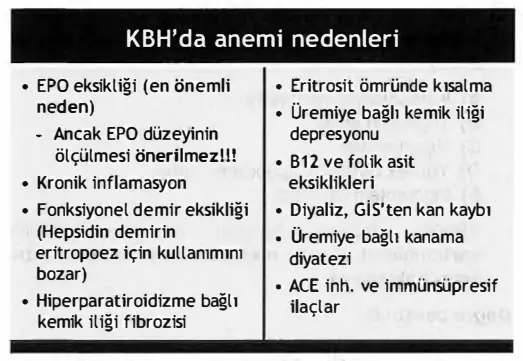 KBH'da anemi nedenleri
• EPO eksikliği (en önemli
neden)
- Ancak EPO düzeyinin
ölçülmesi önerilmez!!!
• Kronik inflamasyon
• Fonksiyonel demir eksikliği
(Hepsidin demirin
eritropoez için kullanımını
bozar)
• Hiperparatiroidizme bağlı
kemik iliği fibrozisi
• Eritrosit ömründe kısalma
• Üremiye bağlı kemik iliği
depresyonu
• B12 ve folik asit
eksiklikleri
• Diyaliz, GİS'ten kan kaybı
• Üremiye bağlı kanama
diyatezi
• ACE inh. ve immünsüpresif
ilaçlar